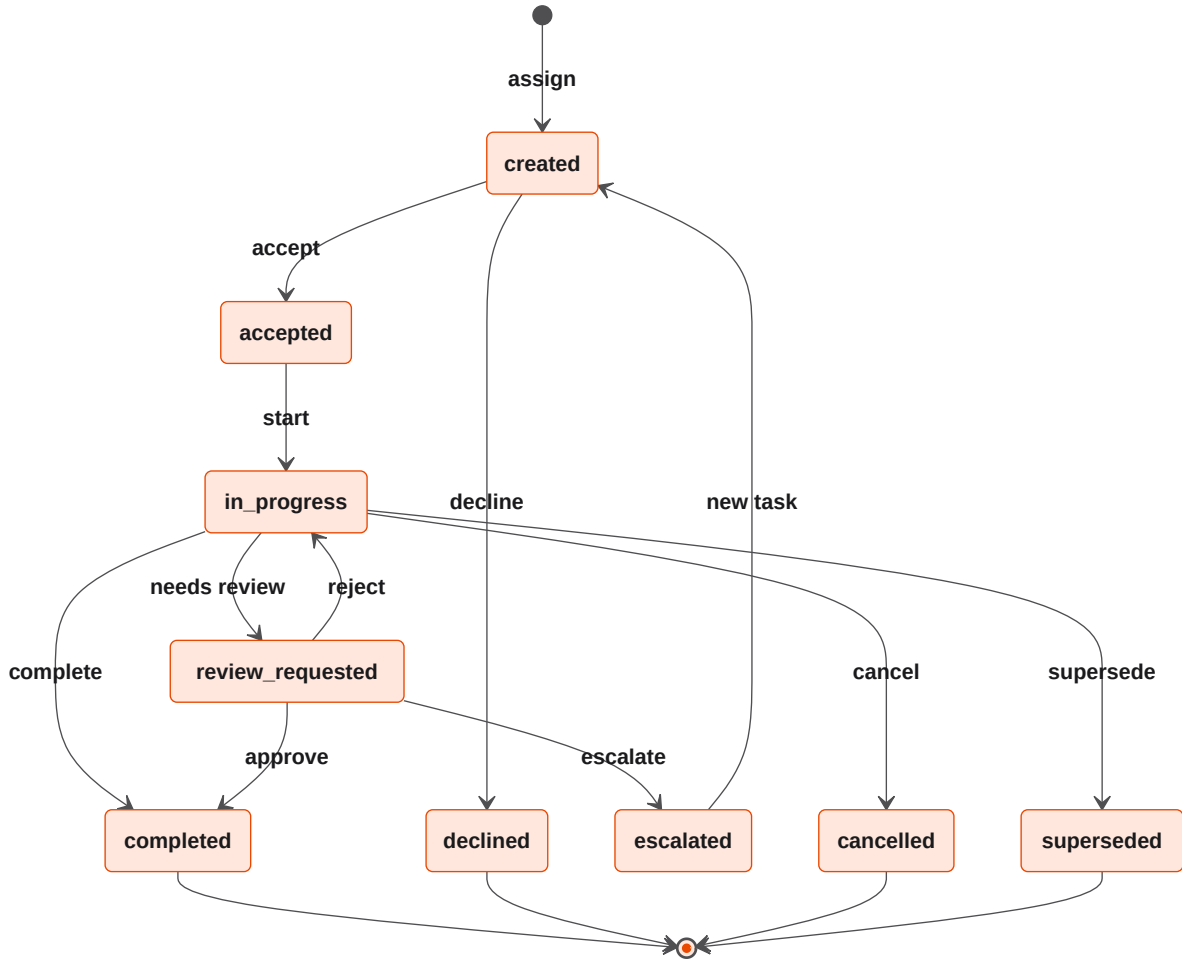 assign
created
accept
accepted
start
in_progress
decline
new task
needs review
reject
complete
review_requested
cancel
supersede
approve
escalate
completed
declined
escalated
cancelled
superseded